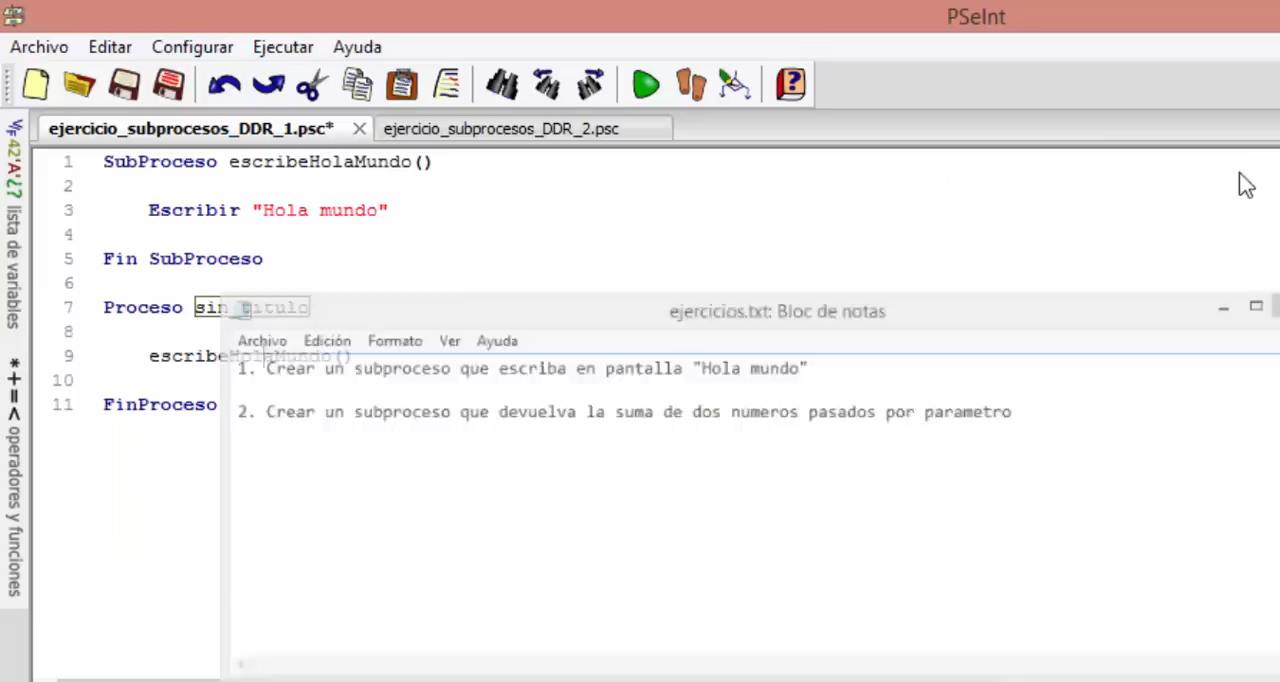 PSeInt
Archivo Editar Configurar Ejecutar Ayuda
ejercicio_subprocesos_DDR_1.psc* ejercicio_subprocesos_DDR_2.psc
lista de variables
operadores y funciones
1 SubProceso escribeHolaMundo()
2
3 Escribir "Hola mundo"
4
5 Fin SubProceso
6
7 Proceso sin_titulo
8
9 escribeHolaMundo()
10
11 FinProceso
ejercicios.txt: Bloc de notas
Archivo Edición Formato Ver Ayuda
1. Crear un subproceso que escriba en pantalla "Hola mundo"
2. Crear un subproceso que devuelva la suma de dos numeros pasados por parametro